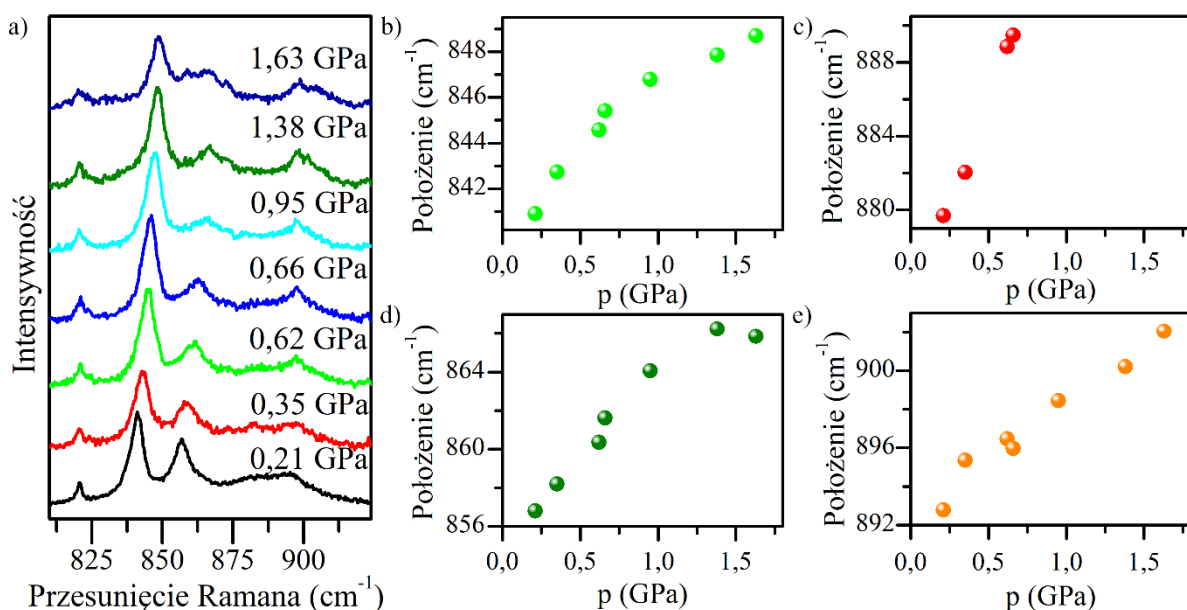 a)
1,63 GPa
1,38 GPa
0,95 GPa
0,66 GPa
0,62 GPa
0,35 GPa
0,21 GPa
Intensywność
825 850 875 900
Przesunięcie Ramana (cm-1)
b)
848
846
844
842
840
Położenie (cm-1)
0,0 0,5 1,0 1,5
p (GPa)
c)
888
884
880
Położenie (cm-1)
0,0 0,5 1,0 1,5
p (GPa)
d)
864
860
856
Położenie (cm-1)
0,0 0,5 1,0 1,5
p (GPa)
e)
900
896
892
Położenie (cm-1)
0,0 0,5 1,0 1,5
p (GPa)